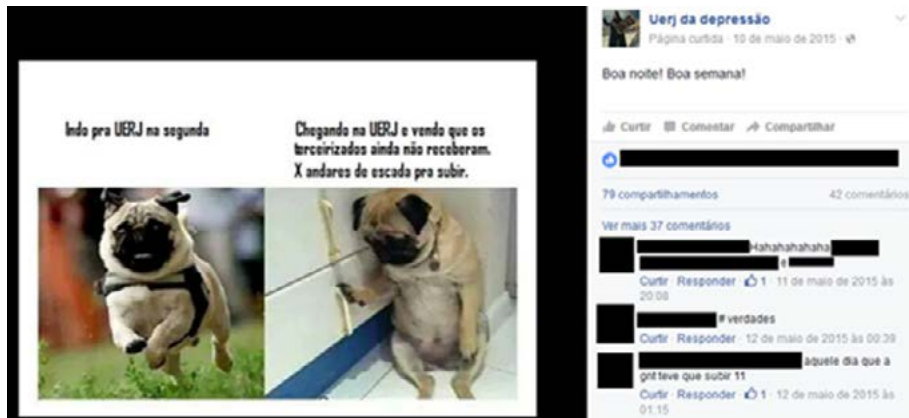 Indo pra UERJ na segunda
Chegando na UERJ e vendo que os
terceirizados ainda não receberam.
X andares de escada pra subir.
Uerj da depressão
Página curtida · 10 de maio de 2015 ·
Boa noite! Boa semana!
Curtir Comentar Compartilhar
79 compartilhamentos 42 comentários
Ver mais 37 comentários
Hahahahahaha
e
Curtir · Responder · 1 · 11 de maio de 2015 às
20:08
# verdades
Curtir · Responder · 12 de maio de 2015 às 00:39
aquele dia que a
gnt teve que subir 11
Curtir · Responder · 1 · 12 de maio de 2015 às
01:15